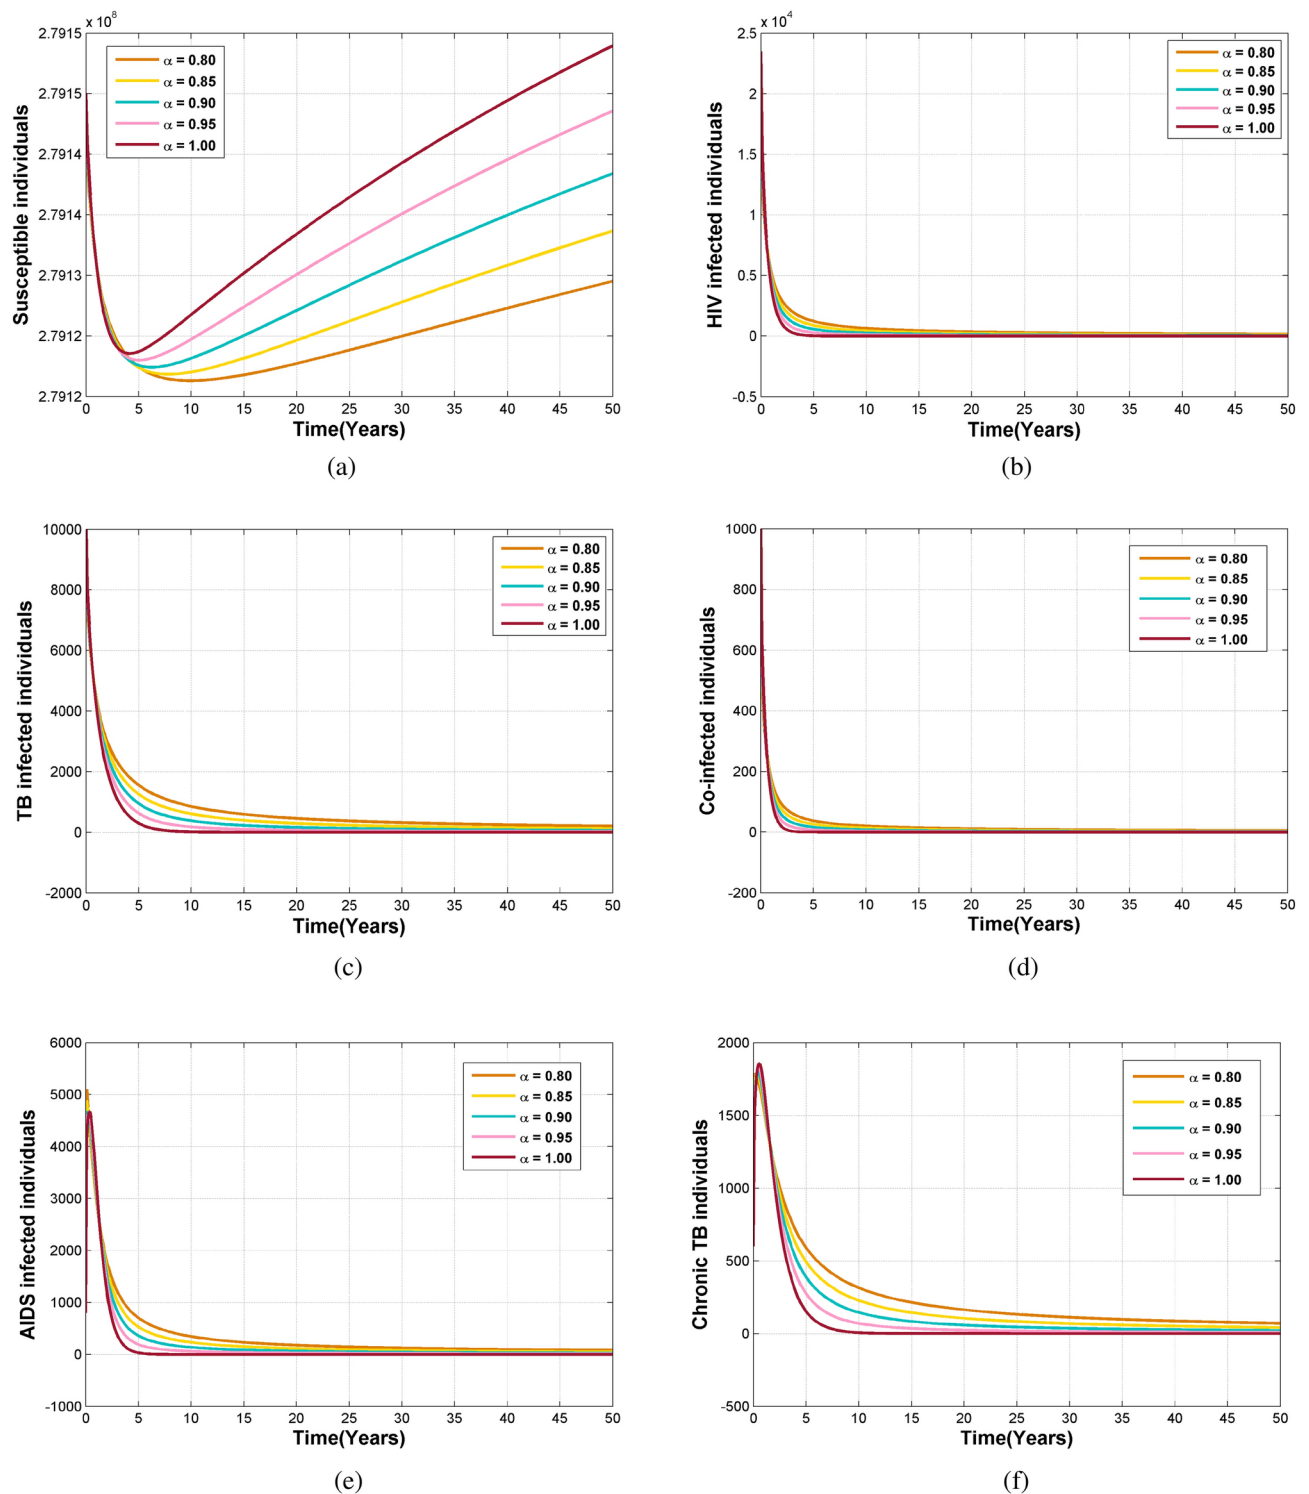 x 10^8
2.7915
2.7915
2.7914
2.7914
2.7913
2.7912
2.7912
α = 0.80
α = 0.85
α = 0.90
α = 0.95
α = 1.00
Susceptible individuals
0 5 10 15 20 25 30 35 40 45 50
Time(Years)
(a)
x 10^4
2.5
2
1.5
1
0.5
0
-0.5
α = 0.80
α = 0.85
α = 0.90
α = 0.95
α = 1.00
HIV infected individuals
0 5 10 15 20 25 30 35 40 45 50
Time(Years)
(b)
10000
8000
6000
4000
2000
0
-2000
α = 0.80
α = 0.85
α = 0.90
α = 0.95
α = 1.00
TB infected individuals
0 5 10 15 20 25 30 35 40 45 50
Time(Years)
(c)
1000
800
600
400
200
0
-200
α = 0.80
α = 0.85
α = 0.90
α = 0.95
α = 1.00
Co-infected individuals
0 5 10 15 20 25 30 35 40 45 50
Time(Years)
(d)
6000
5000
4000
3000
2000
1000
0
-1000
α = 0.80
α = 0.85
α = 0.90
α = 0.95
α = 1.00
AIDS infected individuals
0 5 10 15 20 25 30 35 40 45 50
Time(Years)
(e)
2000
1500
1000
500
0
-500
α = 0.80
α = 0.85
α = 0.90
α = 0.95
α = 1.00
Chronic TB individuals
0 5 10 15 20 25 30 35 40 45 50
Time(Years)
(f)